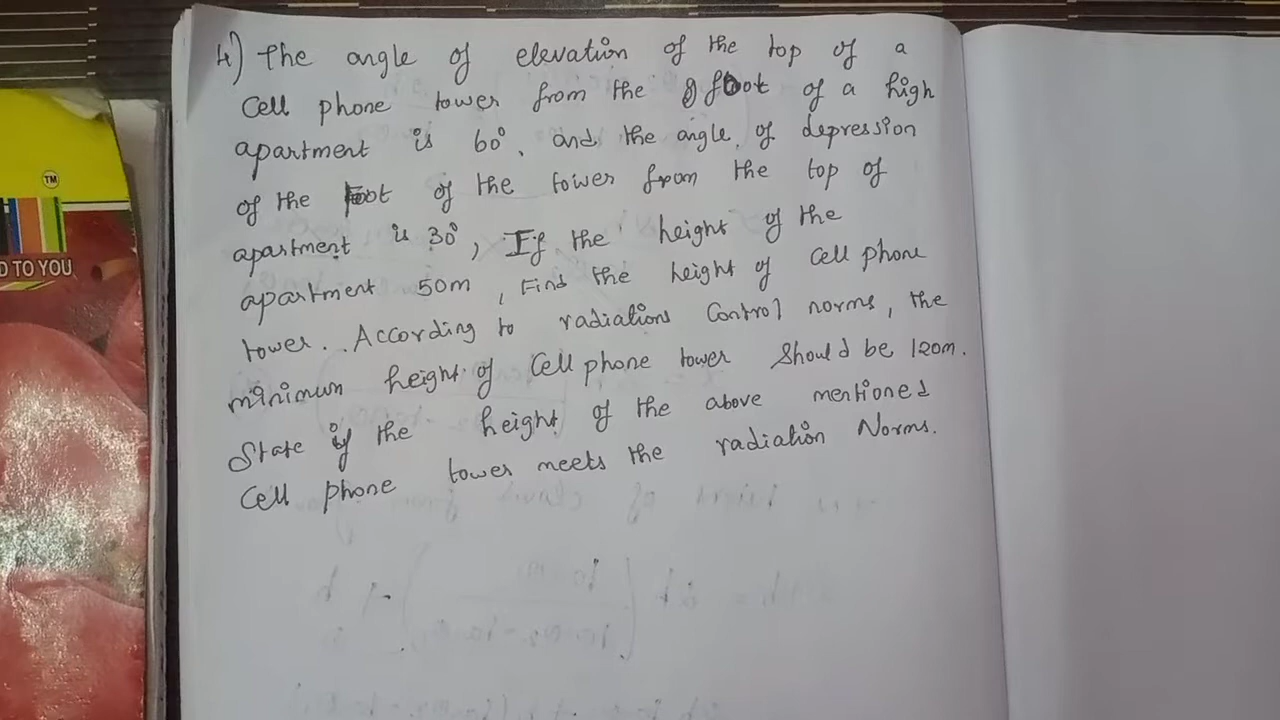 4) The angle of elevation of the top of a
Cell phone tower from the foot of a high
apartment is 60°, and the angle of depression
of the foot of the tower from the top of
apartment is 30°, If the height of the
apartment 50m, Find the height of Cell phone
tower. According to radiations Control norms, the
minimum height of Cell phone tower Should be 120m.
State if the height of the above mentioned
Cell phone tower meets the radiation Norms.
TM
D TO YOU